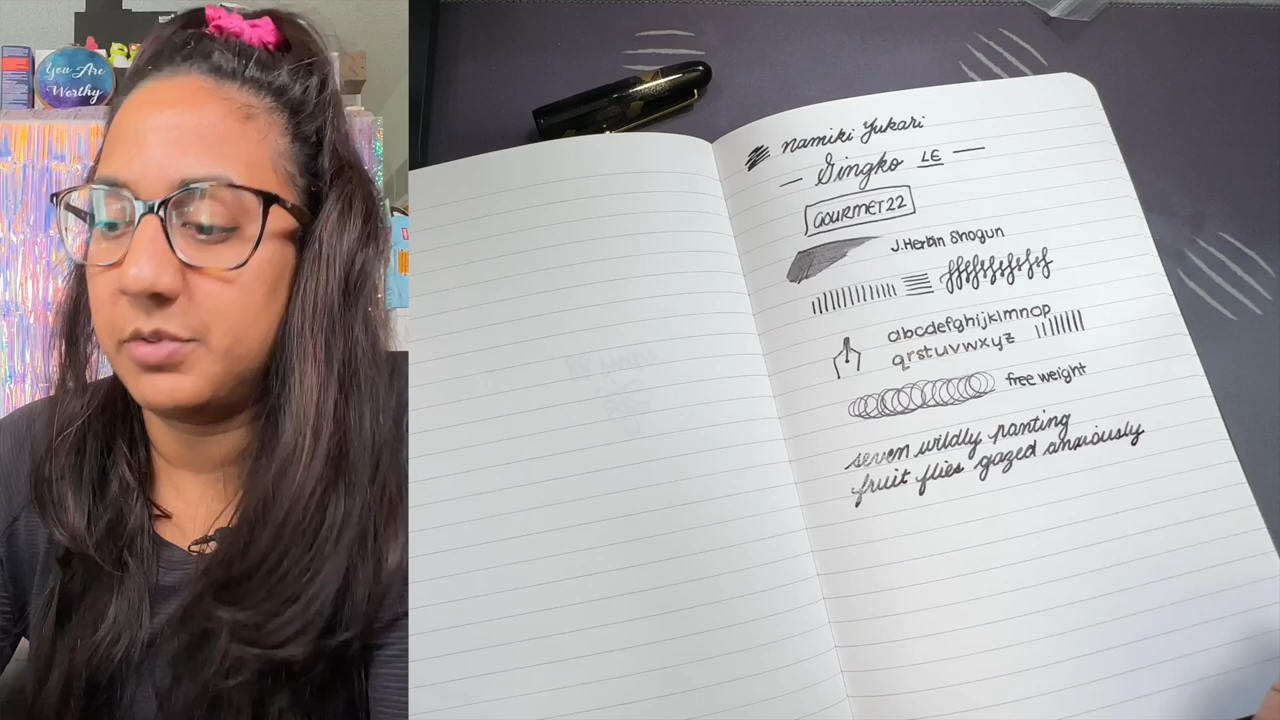 You Are
Worthy
namiki Yukari
- Gingko LE -
GOURMET22
J.Herbin Shogun
abcdefghijklmnop
qrstuvwxyz
free weight
seven wildly panting
fruit flies gazed anxiously